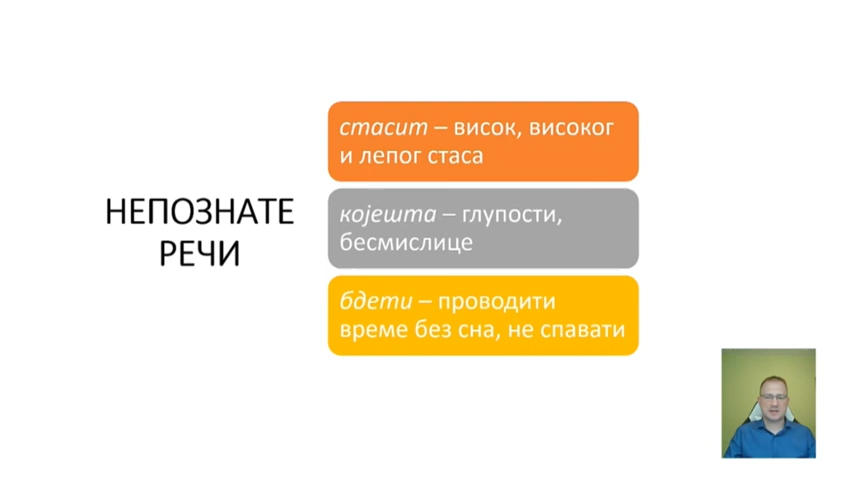 НЕПОЗНАТЕ
РЕЧИ
стасит – висок, високог
и лепог стаса
којешта – глупости,
бесмислице
бдети – проводити
време без сна, не спавати